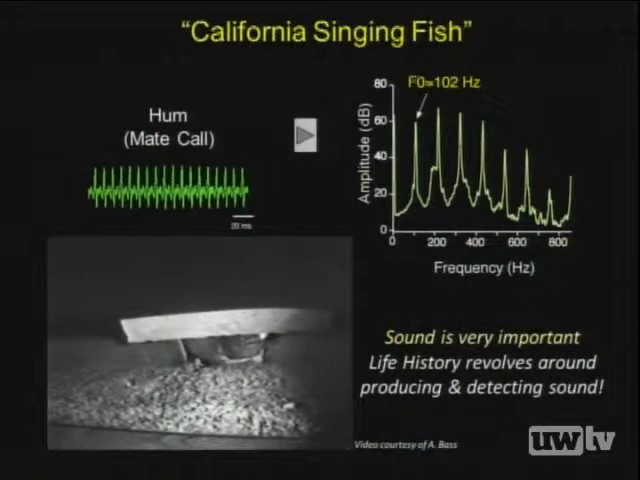 "California Singing Fish"
Hum
(Mate Call)
20 ms
F0≈102 Hz
Amplitude (dB)
80
60
40
20
0
0 200 400 600 800
Frequency (Hz)
Sound is very important
Life History revolves around
producing & detecting sound!
Video courtesy of A. Bass
uwtv